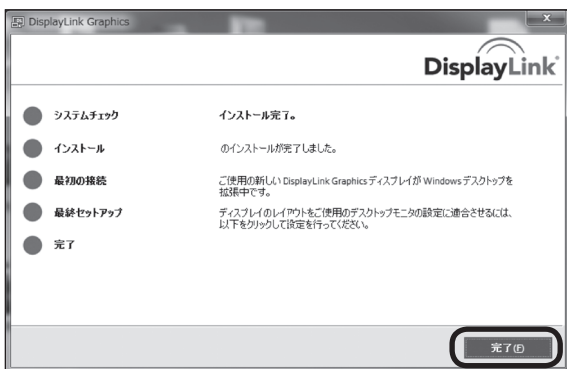 DisplayLink Graphics
DisplayLink
システムチェック
インストール完了。
インストール
のインストールが完了しました。
最初の接続
ご使用の新しい DisplayLink Graphics ディスプレイが Windows デスクトップを
拡張中です。
最終セットアップ
ディスプレイのレイアウトをご使用のデスクトップモニタの設定に適合させるには、
以下をクリックして設定を行ってください。
完了
完了(F)